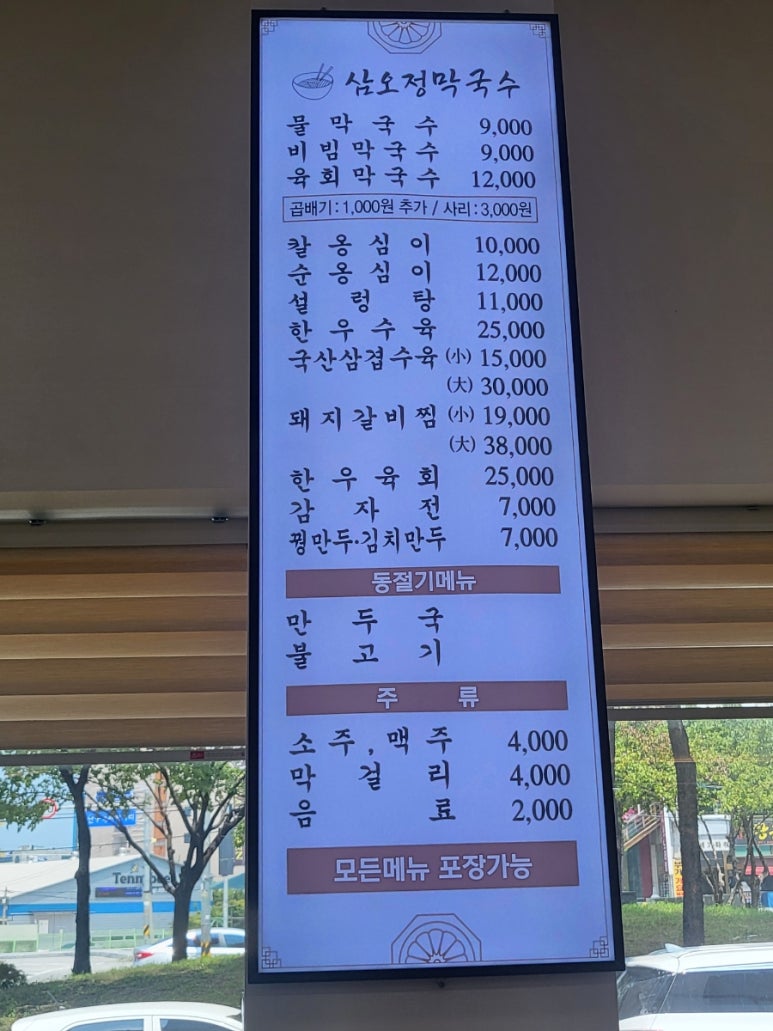 삼오정막국수
물막국수 9,000
비빔막국수 9,000
육회막국수 12,000
곱배기 : 1,000원 추가 / 사리 : 3,000원
칼옹심이 10,000
순옹심이 12,000
설렁탕 11,000
한우수육 25,000
국산삼겹수육 (小) 15,000
(大) 30,000
돼지갈비찜 (小) 19,000
(大) 38,000
한우육회 25,000
감자전 7,000
꿩만두·김치만두 7,000
동절기메뉴
만두국
불고기
주류
소주, 맥주 4,000
막걸리 4,000
음료 2,000
모든메뉴 포장가능